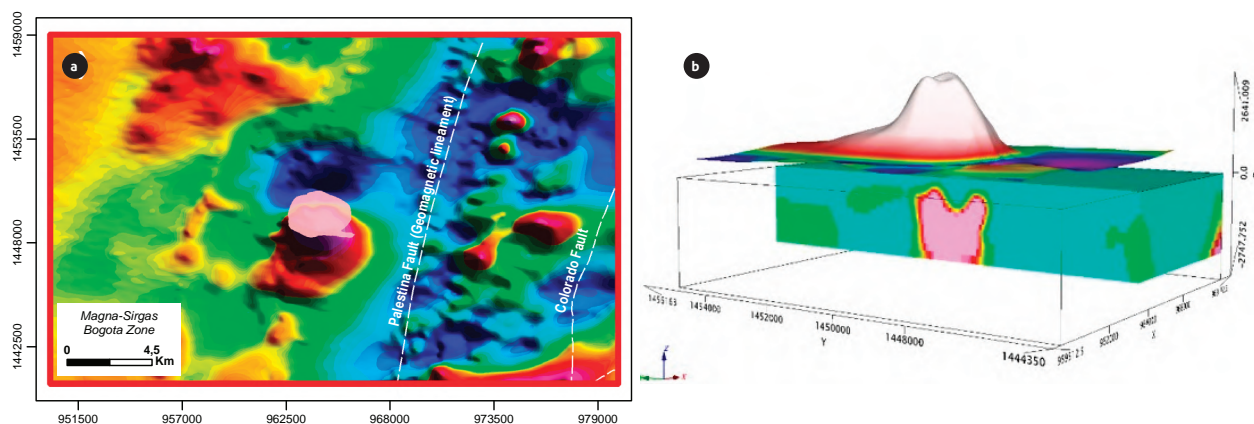 a
1459000
1453500
1448000
1442500
Palestina Fault (Geomagnetic lineament)
Colorado Fault
Magna-Sirgas
Bogota Zone
0 4,5
Km
951500 957000 962500 968000 973500 979000
b
2641.009
0.0
-2747.252
1454000
1452000
1450000
1448000
1444350
Y
X
Z
X